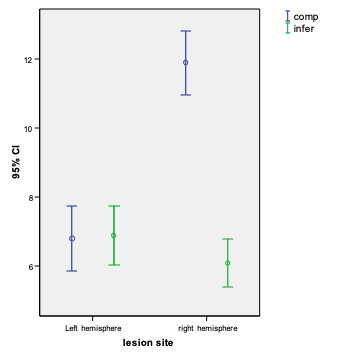 comp
infer
12
10
8
6
95% CI
Left hemisphere
right hemisphere
lesion site